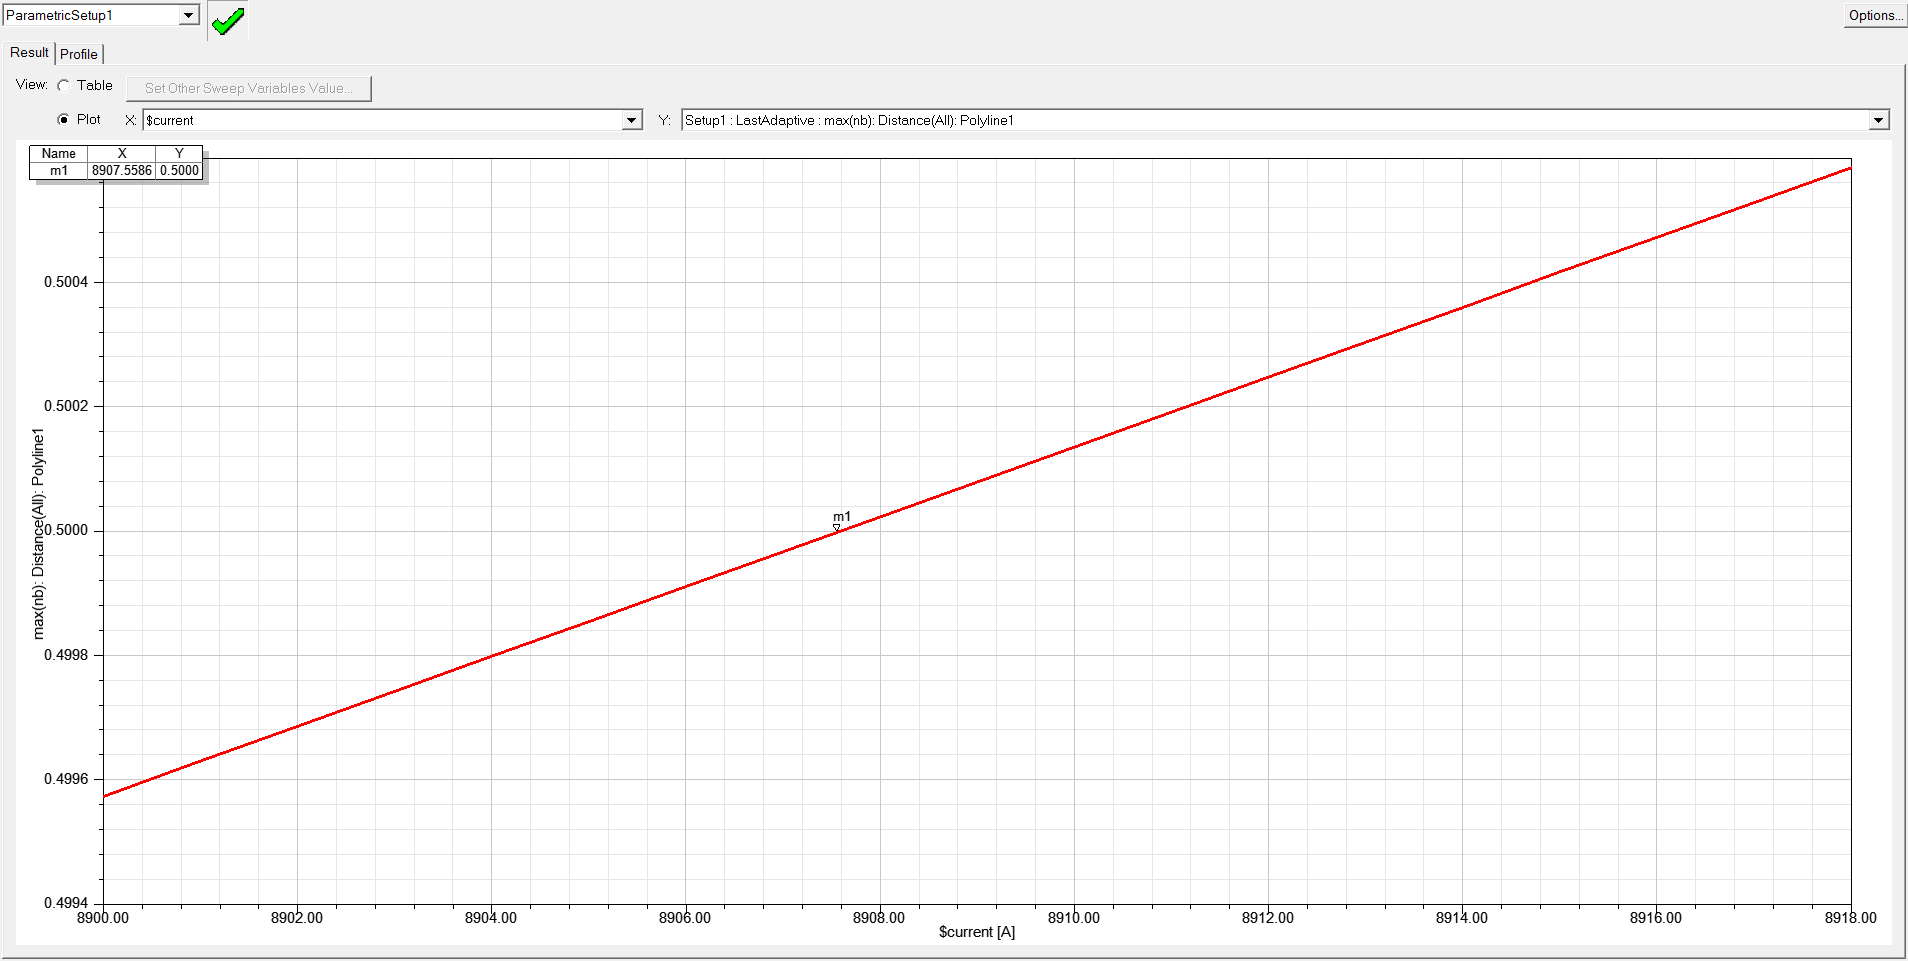 ParametricSetup1
Options...
Result Profile
View: Table Set Other Sweep Variables Value...
Plot X: $current Y: Setup1 : LastAdaptive : max(nb): Distance(All): Polyline1
Name X Y
m1 8907.5586 0.5000
0.5004
0.5002
m1
0.5000
0.4998
0.4996
0.4994
max(nb): Distance(All): Polyline1
8900.00 8902.00 8904.00 8906.00 8908.00 8910.00 8912.00 8914.00 8916.00 8918.00
$current [A]